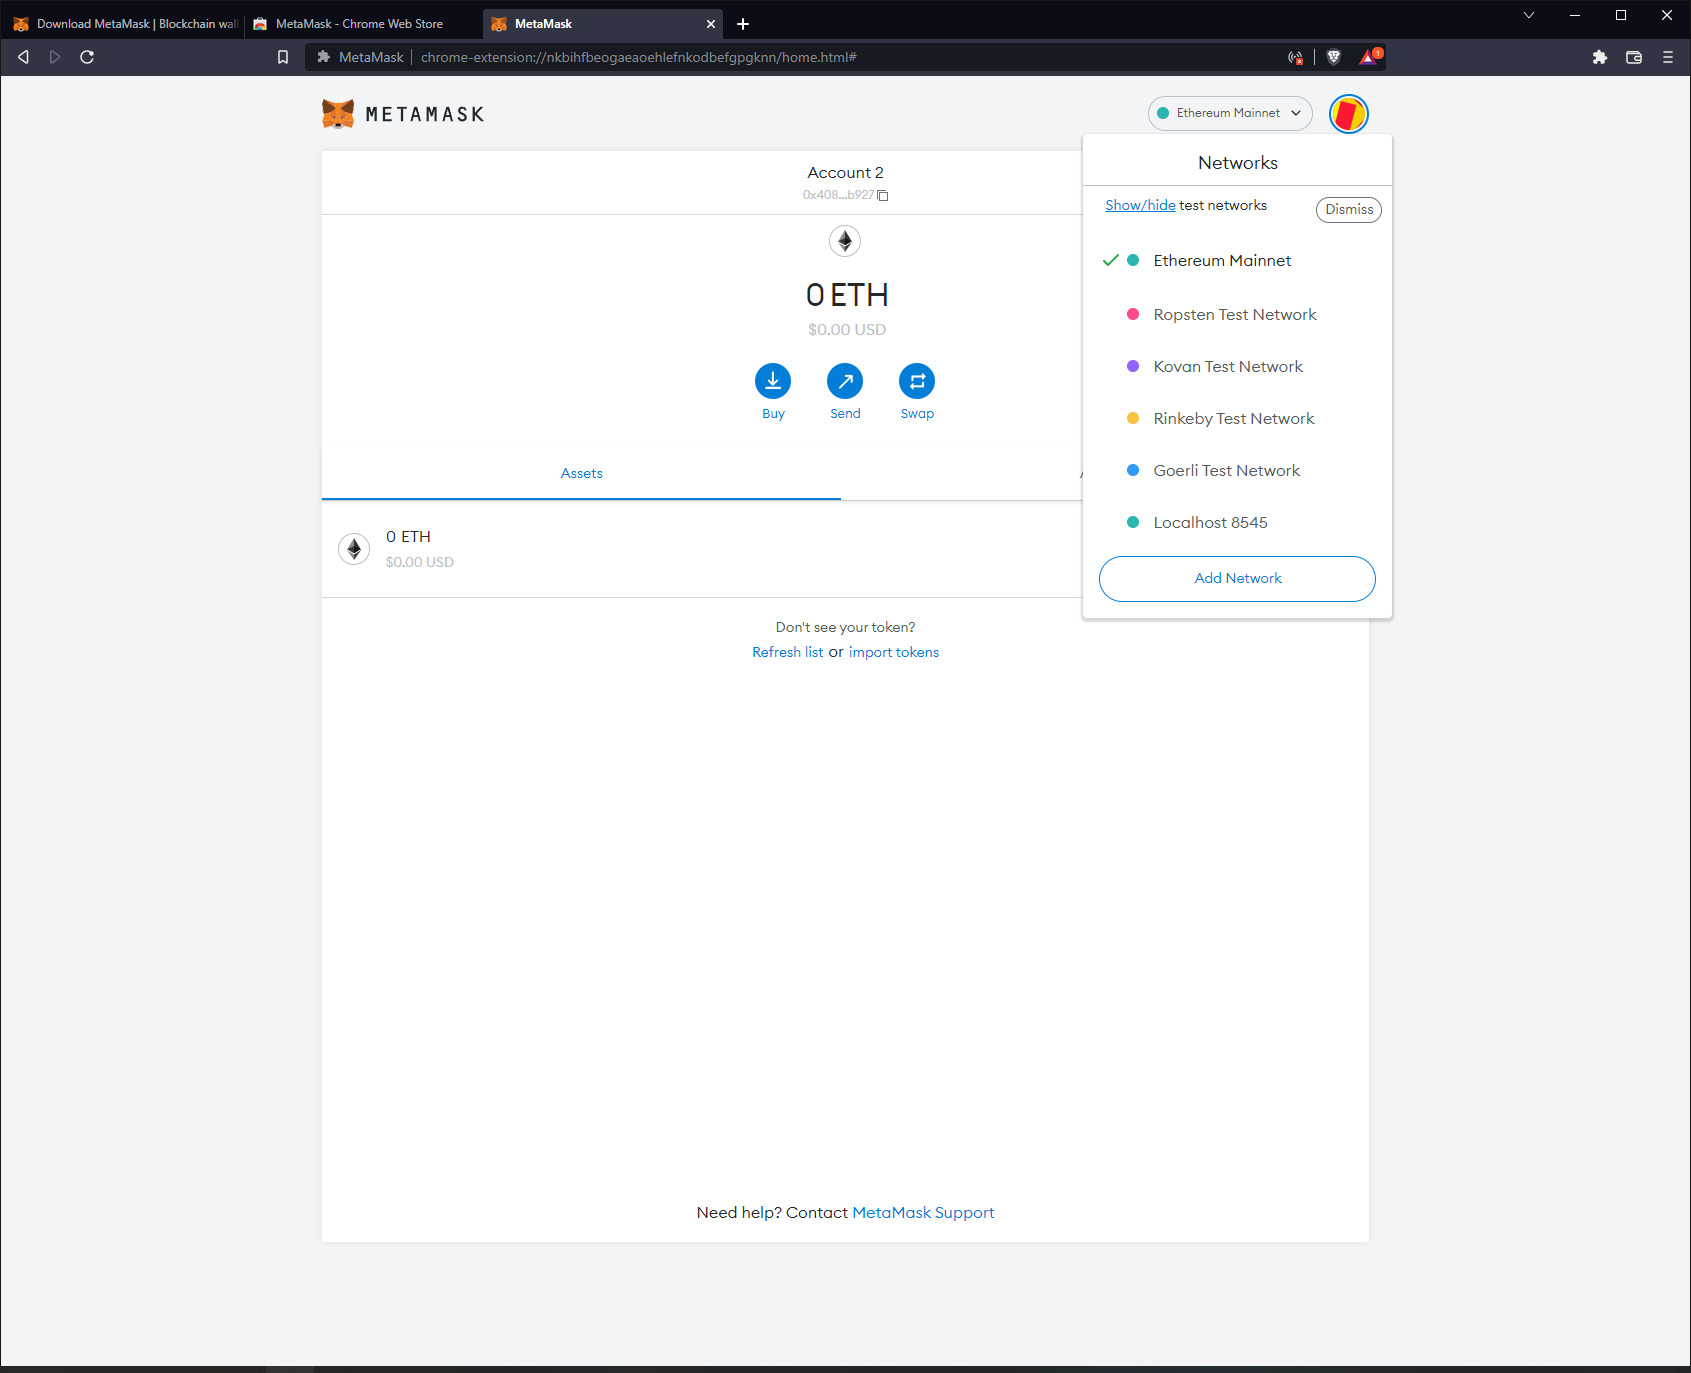 Download MetaMask | Blockchain wal
MetaMask - Chrome Web Store
MetaMask
MetaMask
chrome-extension://nkbihfbeogaeaoehlefnkodbefgpgknn/home.html#
1
METAMASK
Ethereum Mainnet
Account 2
0x408...b927
0 ETH
$0.00 USD
Buy
Send
Swap
Assets
0 ETH
$0.00 USD
Don't see your token?
Refresh list or import tokens
Need help? Contact MetaMask Support
Networks
Show/hide test networks
Dismiss
Ethereum Mainnet
Ropsten Test Network
Kovan Test Network
Rinkeby Test Network
Goerli Test Network
Localhost 8545
Add Network